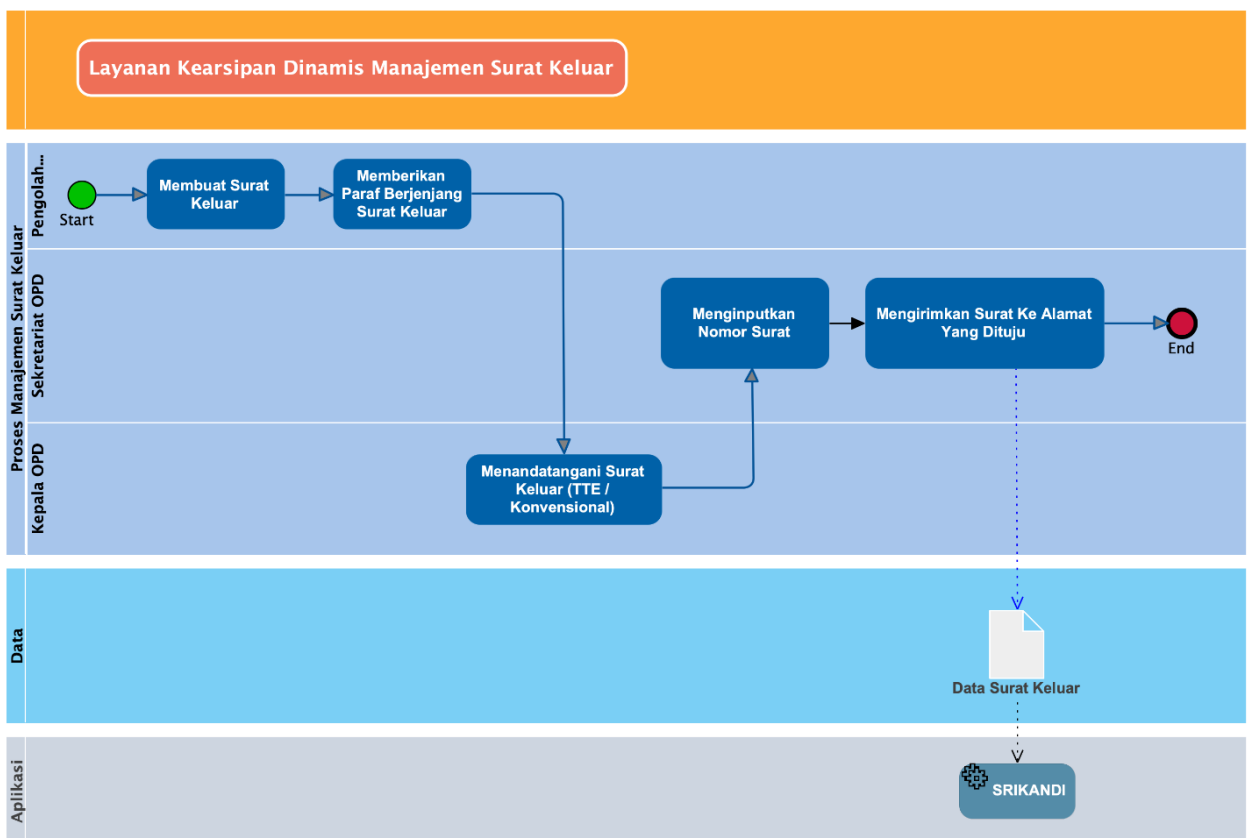 Layanan Kearsipan Dinamis Manajemen Surat Keluar
Proses Manajemen Surat Keluar
Pengolah...
Start
Membuat Surat
Keluar
Memberikan
Paraf Berjenjang
Surat Keluar
Sekretariat OPD
Menginputkan
Nomor Surat
Mengirimkan Surat Ke Alamat
Yang Dituju
End
Kepala OPD
Menandatangani Surat
Keluar (TTE /
Konvensional)
Data
Data Surat Keluar
Aplikasi
SRIKANDI